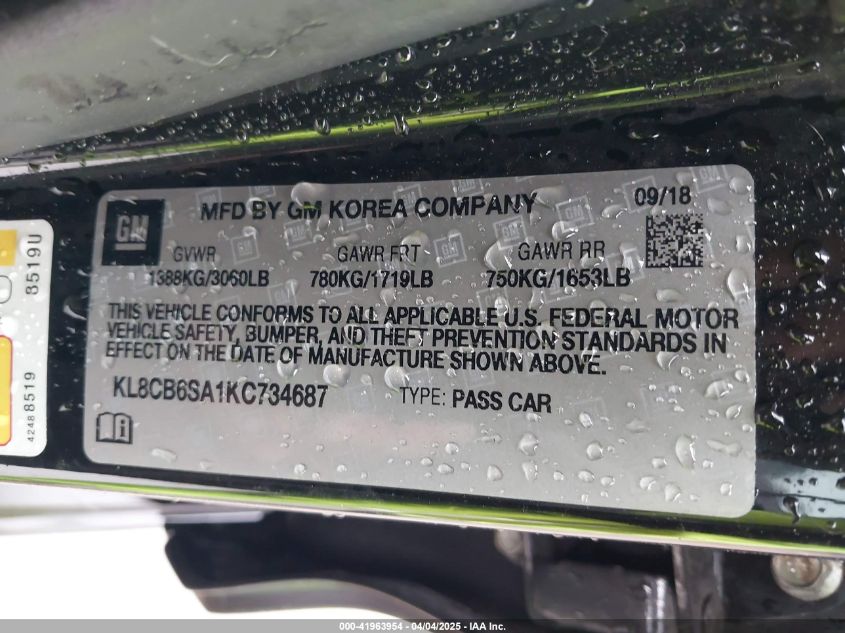 GM
MFD BY GM KOREA COMPANY
09/18
GVWR
1388KG/3060LB
GAWR FRT
780KG/1719LB
GAWR RR
750KG/1653LB
THIS VEHICLE CONFORMS TO ALL APPLICABLE U.S. FEDERAL MOTOR
VEHICLE SAFETY, BUMPER, AND THEFT PREVENTION STANDARDS IN
EFFECT ON THE DATE OF MANUFACTURE SHOWN ABOVE.
KL8CB6SA1KC734687
TYPE: PASS CAR
8519U
42488519
000-41963954 - 04/04/2025 - IAA Inc.